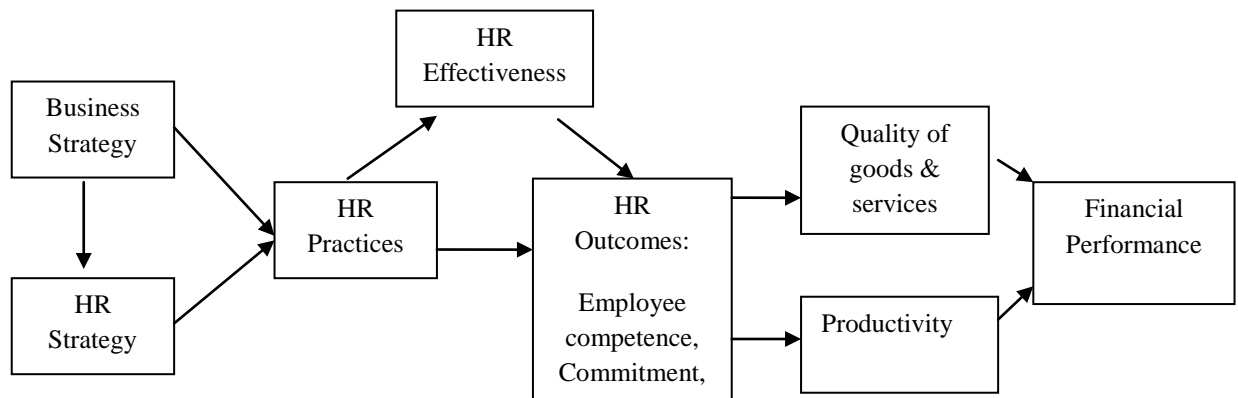 Business
Strategy
HR
Strategy
HR
Practices
HR
Effectiveness
HR
Outcomes:
Employee
competence,
Commitment,
Quality of
goods &
services
Productivity
Financial
Performance